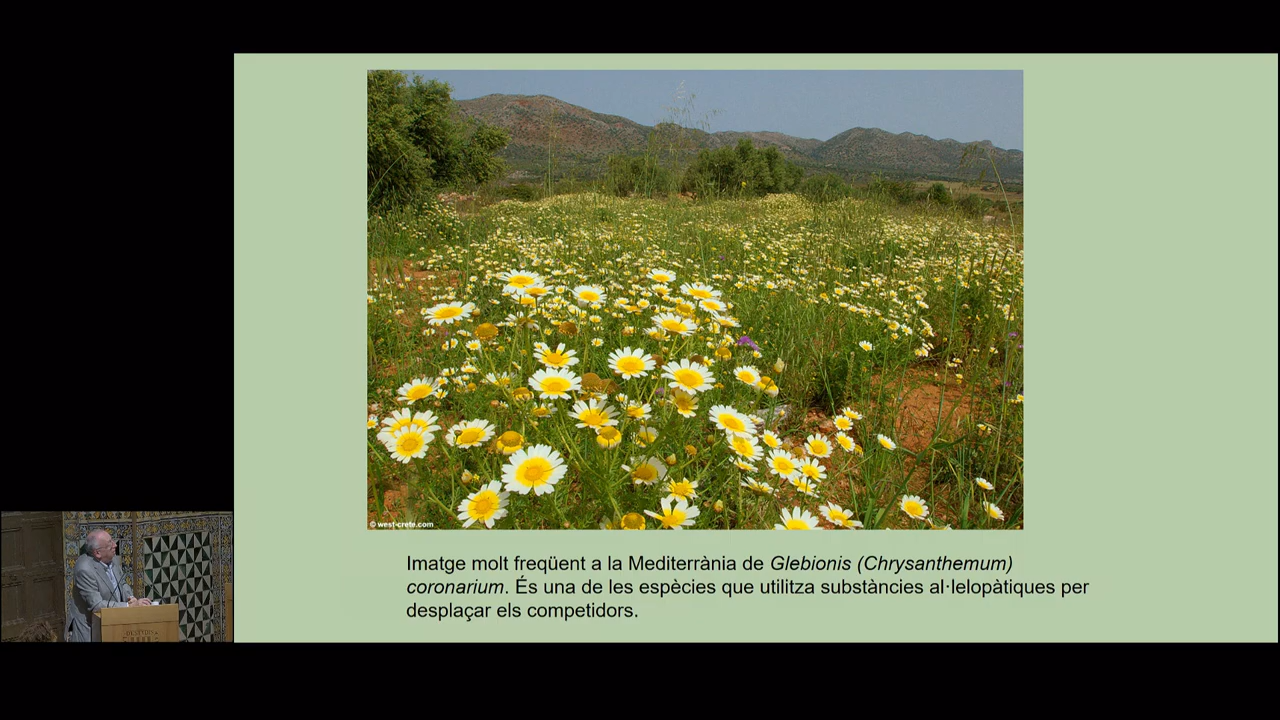 © west-crete.com
Imatge molt freqüent a la Mediterrània de Glebionis (Chrysanthemum)
coronarium. És una de les espècies que utilitza substàncies al·lelopàtiques per
desplaçar els competidors.